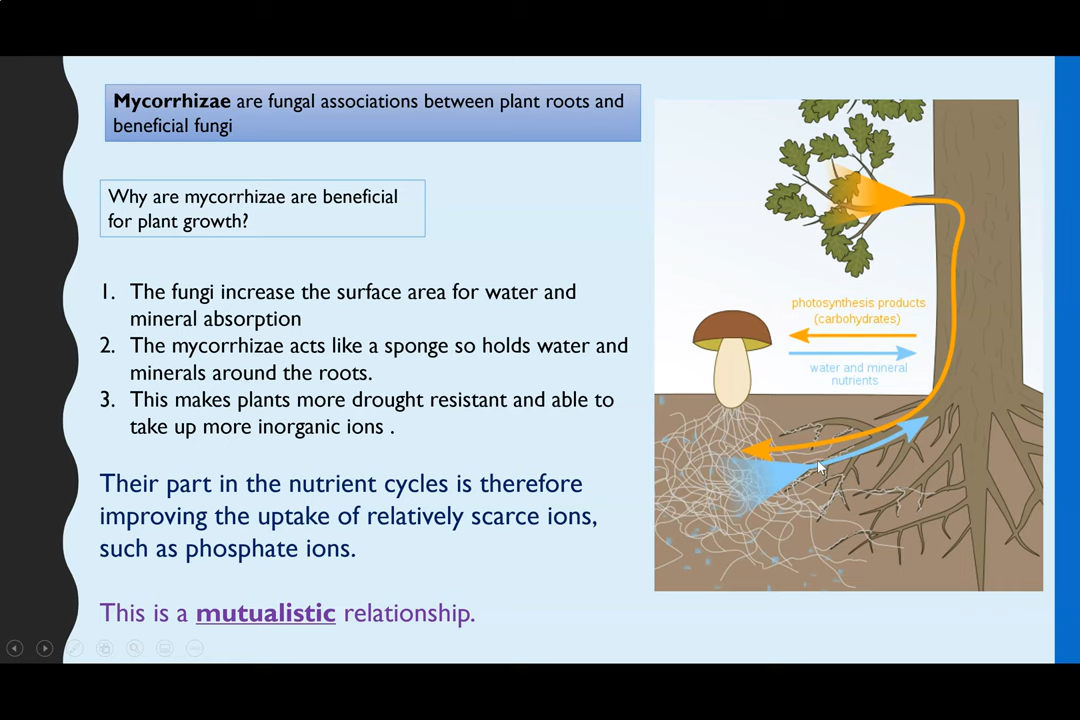 Mycorrhizae are fungal associations between plant roots and
beneficial fungi
Why are mycorrhizae are beneficial
for plant growth?
1. The fungi increase the surface area for water and
mineral absorption
2. The mycorrhizae acts like a sponge so holds water and
minerals around the roots.
3. This makes plants more drought resistant and able to
take up more inorganic ions .
Their part in the nutrient cycles is therefore
improving the uptake of relatively scarce ions,
such as phosphate ions.
This is a mutualistic relationship.
photosynthesis products
(carbohydrates)
water and mineral
nutrients